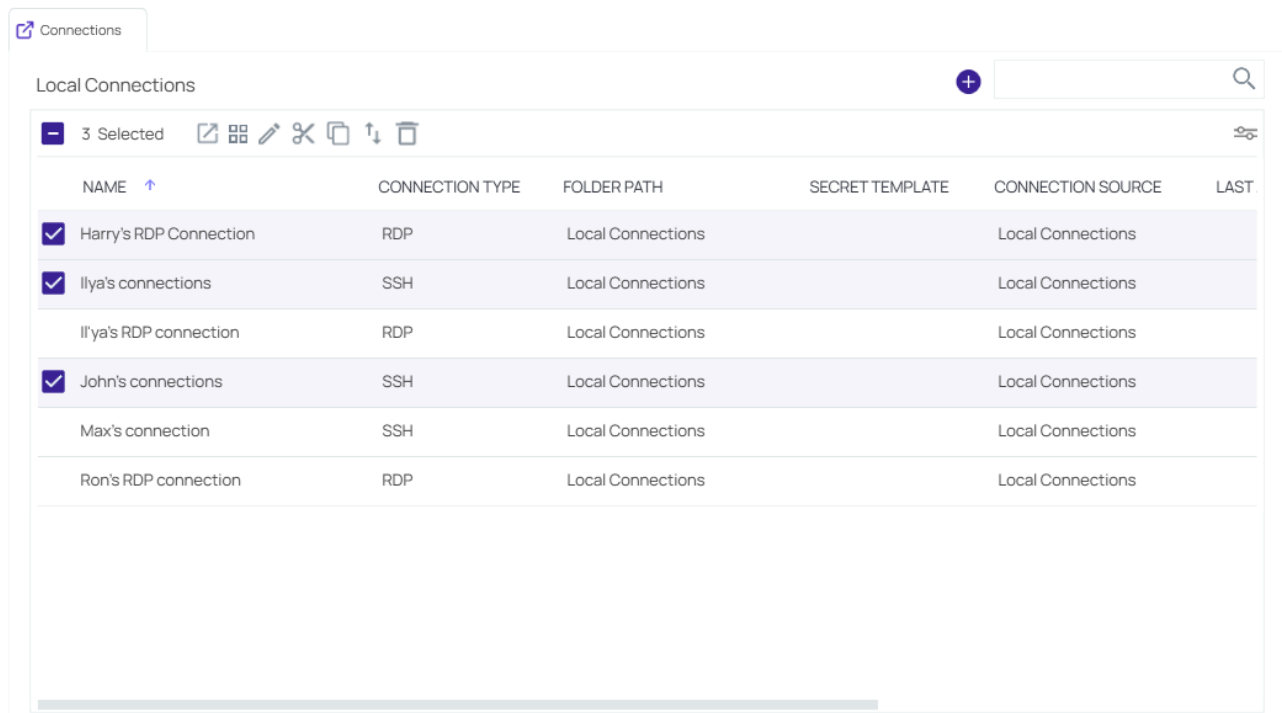 Connections
Local Connections
3 Selected
NAME CONNECTION TYPE FOLDER PATH SECRET TEMPLATE CONNECTION SOURCE LAST
Harry's RDP Connection RDP Local Connections Local Connections
Ilya's connections SSH Local Connections Local Connections
Il'ya's RDP connection RDP Local Connections Local Connections
John's connections SSH Local Connections Local Connections
Max's connection SSH Local Connections Local Connections
Ron's RDP connection RDP Local Connections Local Connections